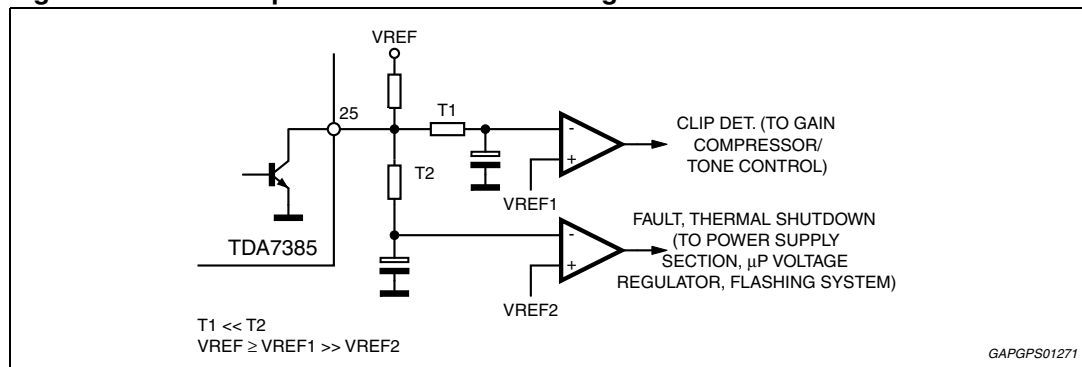 VREF
25
T1
-
+
VREF1
CLIP DET. (TO GAIN
COMPRESSOR/
TONE CONTROL)
T2
TDA7385
-
+
VREF2
FAULT, THERMAL SHUTDOWN
(TO POWER SUPPLY
SECTION, µP VOLTAGE
REGULATOR, FLASHING SYSTEM)
T1 << T2
VREF ≥ VREF1 >> VREF2
GAPGPS01271